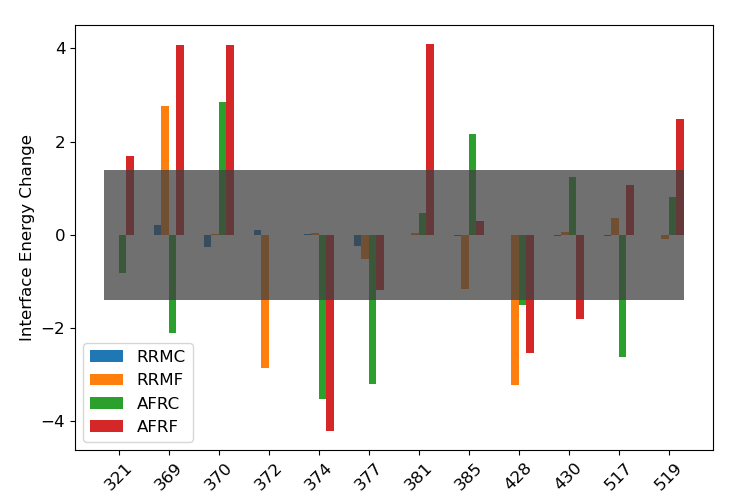 Interface Energy Change
4
2
0
−2
−4
RRMC
RRMF
AFRC
AFRF
321 369 370 372 374 377 381 385 428 430 517 519